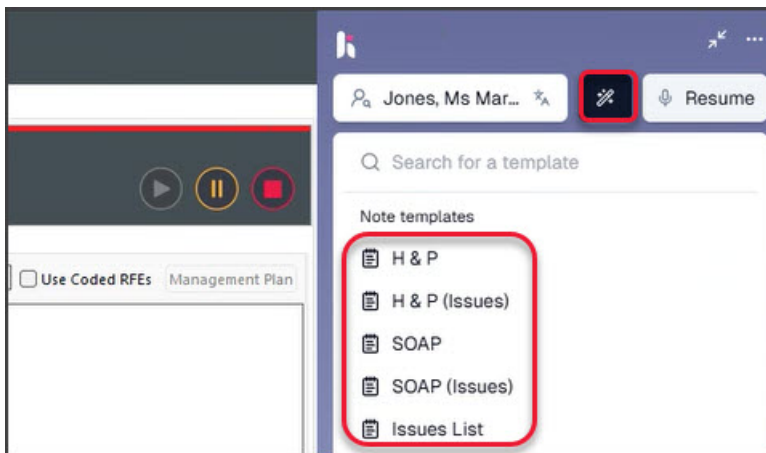 Jones, Ms Mar...
Resume
Search for a template
Note templates
H & P
Use Coded RFEs Management Plan
H & P (Issues)
SOAP
SOAP (Issues)
Issues List